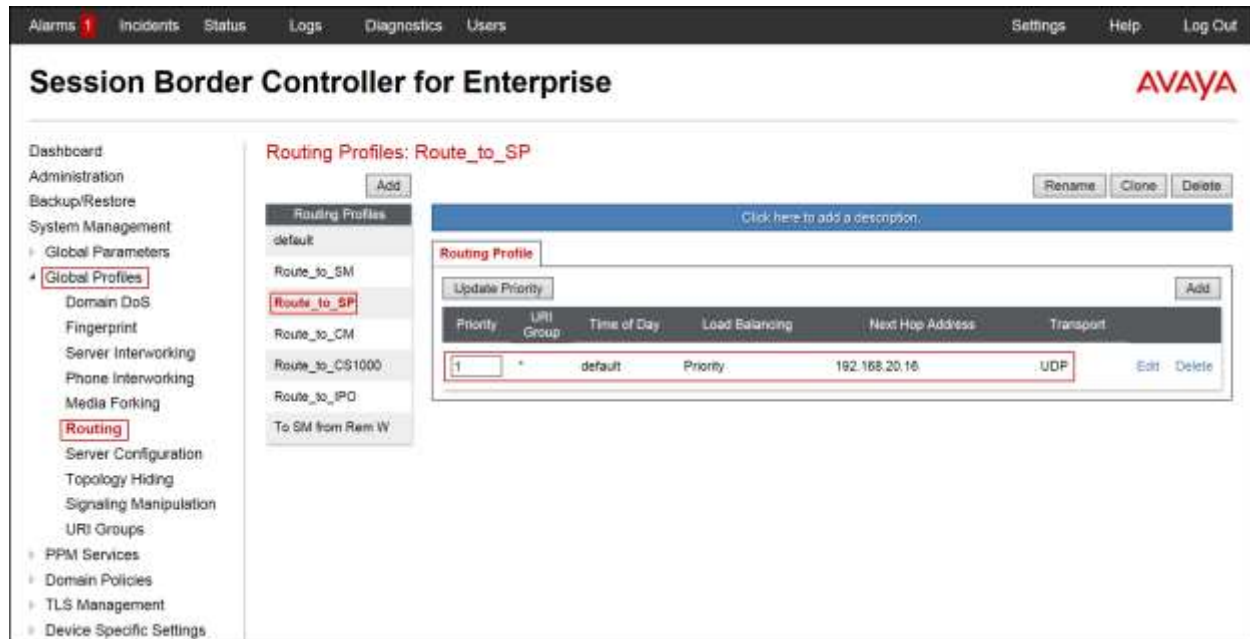 Alarms 1 Incidents Status Logs Diagnostics Users Settings Help Log Out
Session Border Controller for Enterprise
AVAYA
Dashboard
Administration
Backup/Restore
System Management
Global Parameters
Global Profiles
Domain DoS
Fingerprint
Server Interworking
Phone Interworking
Media Forking
Routing
Server Configuration
Topology Hiding
Signaling Manipulation
URI Groups
PPM Services
Domain Policies
TLS Management
Device Specific Settings
Routing Profiles: Route_to_SP
Add
Rename Clone Delete
Routing Profiles
default
Route_to_SM
Route_to_SP
Route_to_CM
Route_to_CS1000
Route_to_IPO
To SM from Rem W
Click here to add a description.
Routing Profile
Update Priority Add
Priority URI Group Time of Day Load Balancing Next Hop Address Transport
1 * default Priority 192.168.20.16 UDP Edit Delete